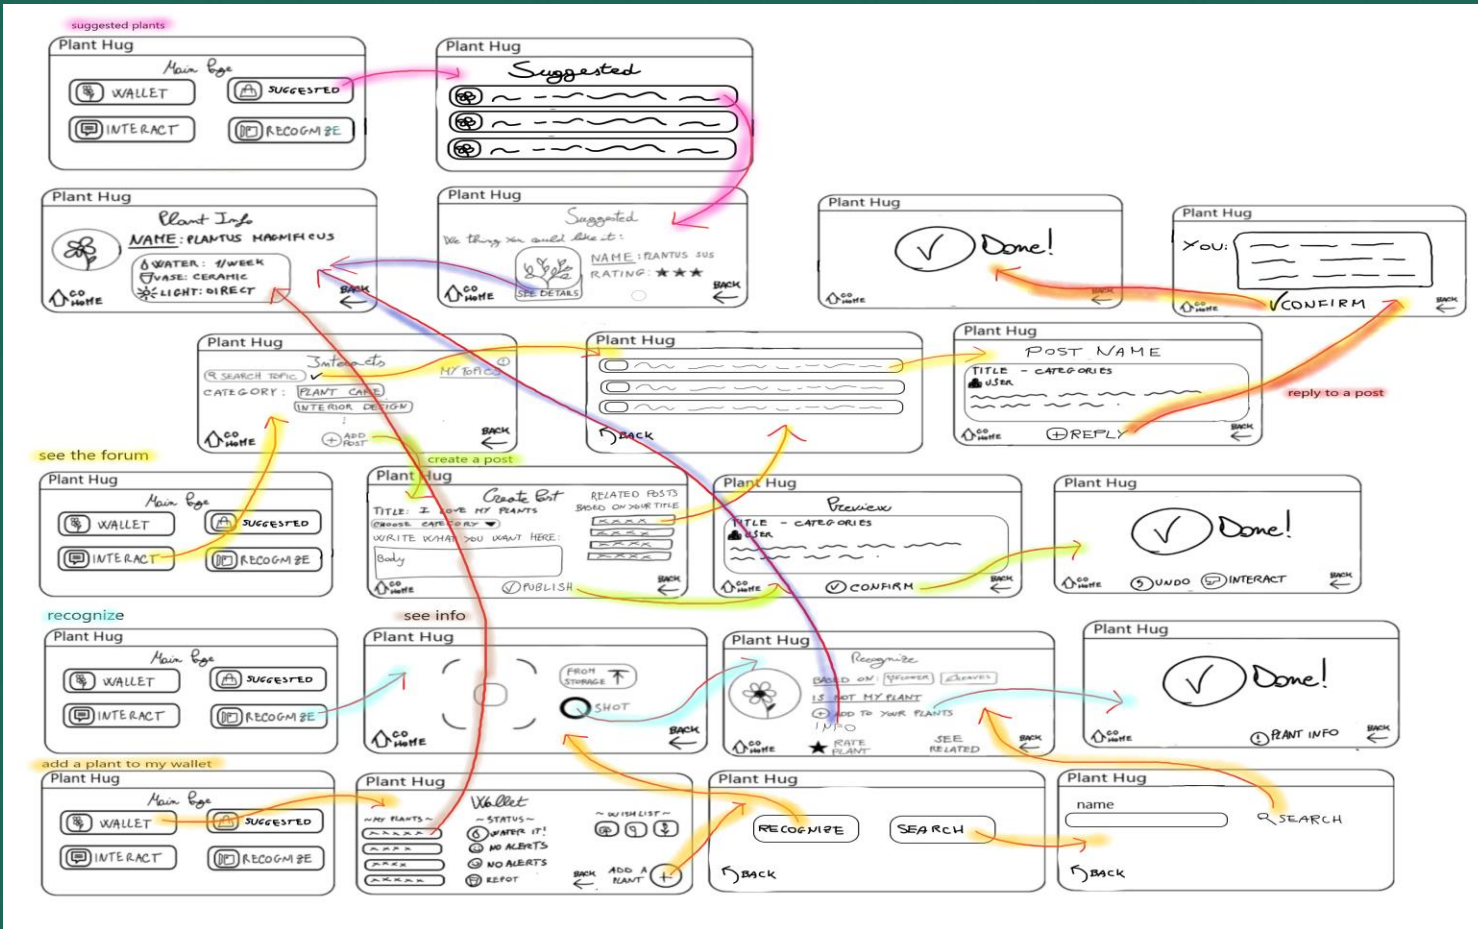 suggested plants
Plant Hug
Main Page
WALLET
SUGGESTED
INTERACT
RECOGNIZE
Plant Hug
Suggested
Plant Hug
Plant Info
NAME: PLANTUS MAGNIFICUS
WATER: 1/WEEK
VASE: CERAMIC
LIGHT: DIRECT
GO HOME
BACK
Plant Hug
Suggested
We thing you could like it:
NAME: PLANTUS SUS
RATING: ★★★
SEE DETAILS
GO HOME
BACK
Plant Hug
Done!
GO HOME
BACK
Plant Hug
YOU:
GO HOME
CONFIRM
BACK
Plant Hug
Interacts
SEARCH TOPIC
MY TOPICS
CATEGORY: PLANT CARE
INTERIOR DESIGN
GO HOME
ADD POST
BACK
Plant Hug
BACK
Plant Hug
POST NAME
TITLE - CATEGORIES
USER
GO HOME
REPLY
BACK
reply to a post
see the forum
Plant Hug
Main Page
WALLET
SUGGESTED
INTERACT
RECOGNIZE
create a post
Plant Hug
Create Post
TITLE: I LOVE MY PLANTS
CHOOSE CATEGORY
WRITE WHAT YOU WANT HERE:
Body
RELATED POSTS
BASED ON YOUR TITLE
xxxx
xxxx
xxxx
xxxx
GO HOME
PUBLISH
BACK
Plant Hug
Preview
TITLE - CATEGORIES
USER
GO HOME
CONFIRM
BACK
Plant Hug
Done!
GO HOME
UNDO
INTERACT
BACK
recognize
Plant Hug
Main Page
WALLET
SUGGESTED
INTERACT
RECOGNIZE
see info
Plant Hug
FROM STORAGE
SHOT
GO HOME
BACK
Plant Hug
Recognize
BASED ON: FLOWER LEAVES
IS NOT MY PLANT
ADD TO YOUR PLANTS
INFO
GO HOME
★ RATE PLANT
SEE RELATED
BACK
Plant Hug
Done!
GO HOME
PLANT INFO
BACK
add a plant to my wallet
Plant Hug
Main Page
WALLET
SUGGESTED
INTERACT
RECOGNIZE
Plant Hug
Wallet
~MY PLANTS~
~STATUS~
~WISHLIST~
xxxxx
WATER IT!
xxxx
NO ALERTS
xxxx
NO ALERTS
xxxxx
REPOT
BACK
ADD A PLANT
Plant Hug
RECOGNIZE
SEARCH
BACK
Plant Hug
name
SEARCH
BACK